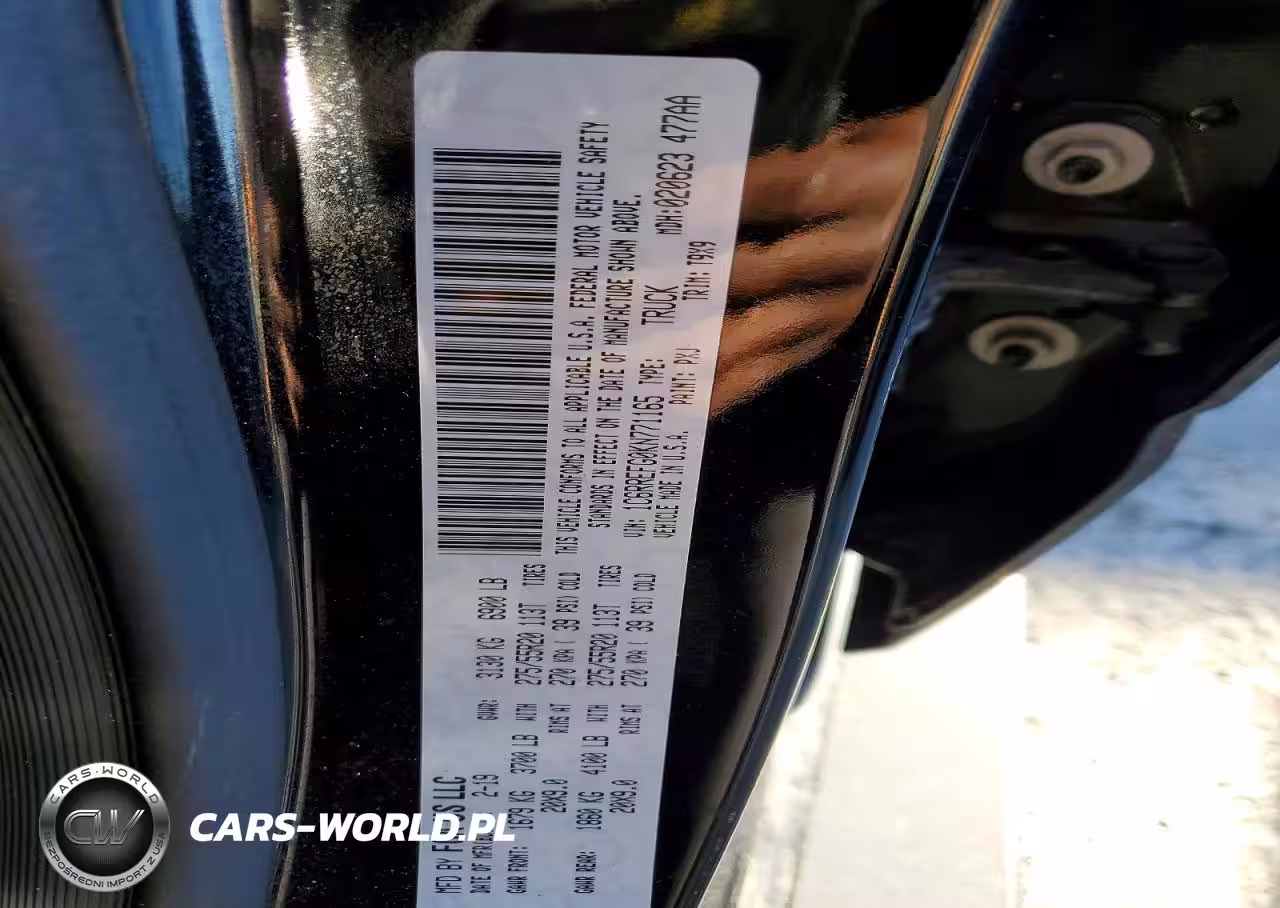 MFD BY F S LLC
DATE OF MFR 2-19 GVWR: 3130 KG 6900 LB
GAWR FRONT: 1679 KG 3700 LB WITH 275/55R20 113T TIRES
20X9.0 RIMS AT 270 KPA ( 39 PSI) COLD
GAWR REAR: 1860 KG 4100 LB WITH 275/55R20 113T TIRES
20X9.0 RIMS AT 270 KPA ( 39 PSI) COLD
THIS VEHICLE CONFORMS TO ALL APPLICABLE U.S.A. FEDERAL MOTOR VEHICLE SAFETY
STANDARDS IN EFFECT ON THE DATE OF MANUFACTURE SHOWN ABOVE.
VIN: 1C6RREFG0KN771165 TYPE: TRUCK MDH:020623 477AA
VEHICLE MADE IN U.S.A. PAINT: PXJ TRIM: T9X9
CARS-WORLD
CW
BEZPOŚREDNI IMPORT Z USA
CARS-WORLD.PL